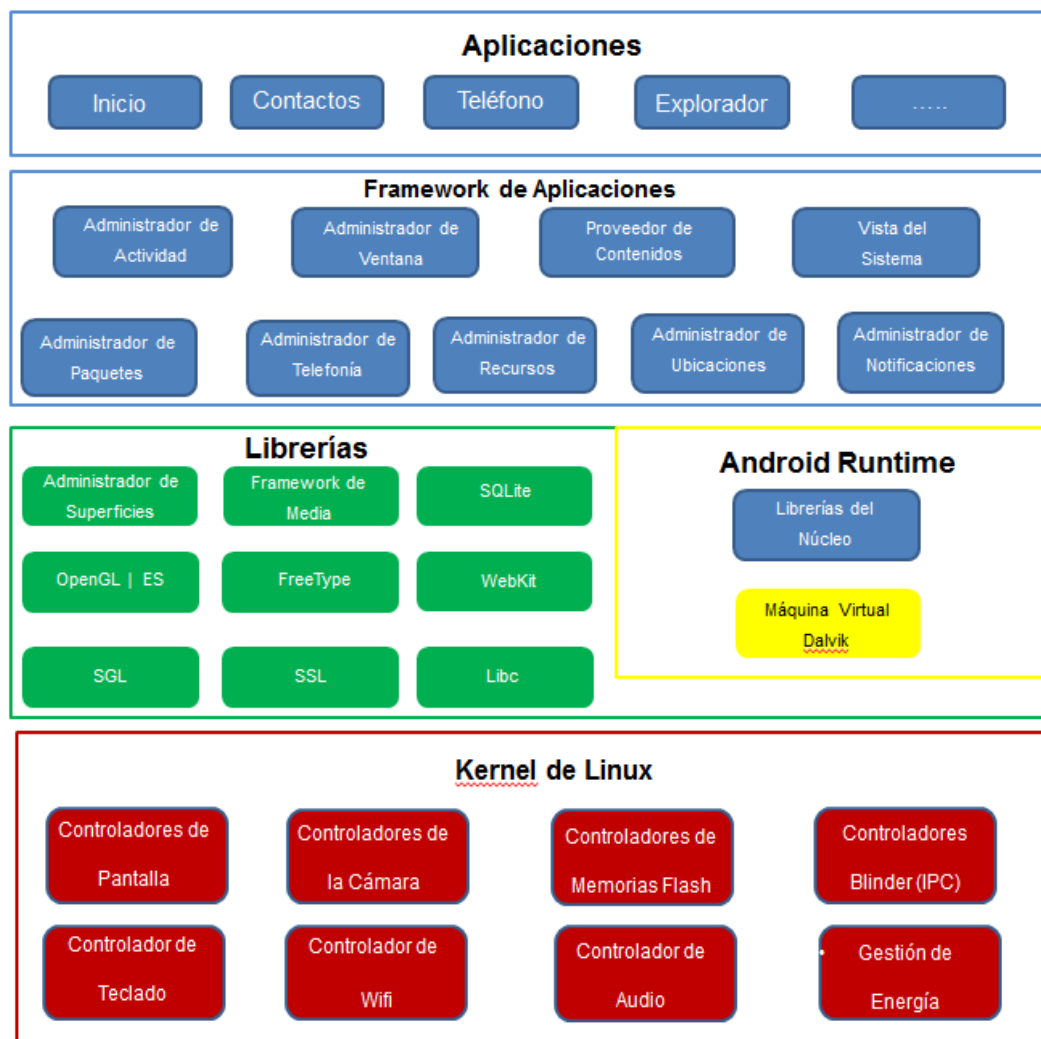 Aplicaciones
Inicio
Contactos
Teléfono
Explorador
.....
Framework de Aplicaciones
Administrador de
Actividad
Administrador de
Ventana
Proveedor de
Contenidos
Vista del
Sistema
Administrador de
Paquetes
Administrador de
Telefonía
Administrador de
Recursos
Administrador de
Ubicaciones
Administrador de
Notificaciones
Librerías
Administrador de
Superficies
Framework de
Media
SQLite
OpenGL | ES
FreeType
WebKit
SGL
SSL
Libc
Android Runtime
Librerías del
Núcleo
Máquina Virtual
Dalvik
Kernel de Linux
Controladores de
Pantalla
Controladores de
la Cámara
Controladores de
Memorias Flash
Controladores
Blinder (IPC)
Controlador de
Teclado
Controlador de
Wifi
Controlador de
Audio
• Gestión de
Energía